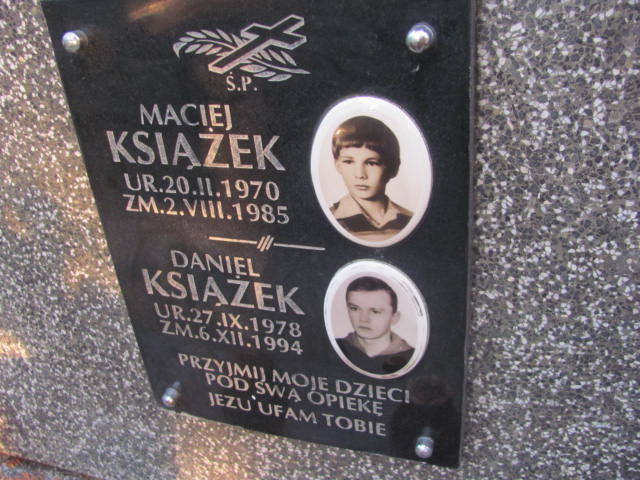 Ś.P.
MACIEJ
KSIĄŻEK
UR.20.II.1970
ZM.2.VIII.1985
DANIEL
KSIĄŻEK
UR.27.IX.1978
ZM.6.XII.1994
PRZYJMIJ MOJE DZIECI
POD SWĄ OPIEKĘ
JEZU UFAM TOBIE